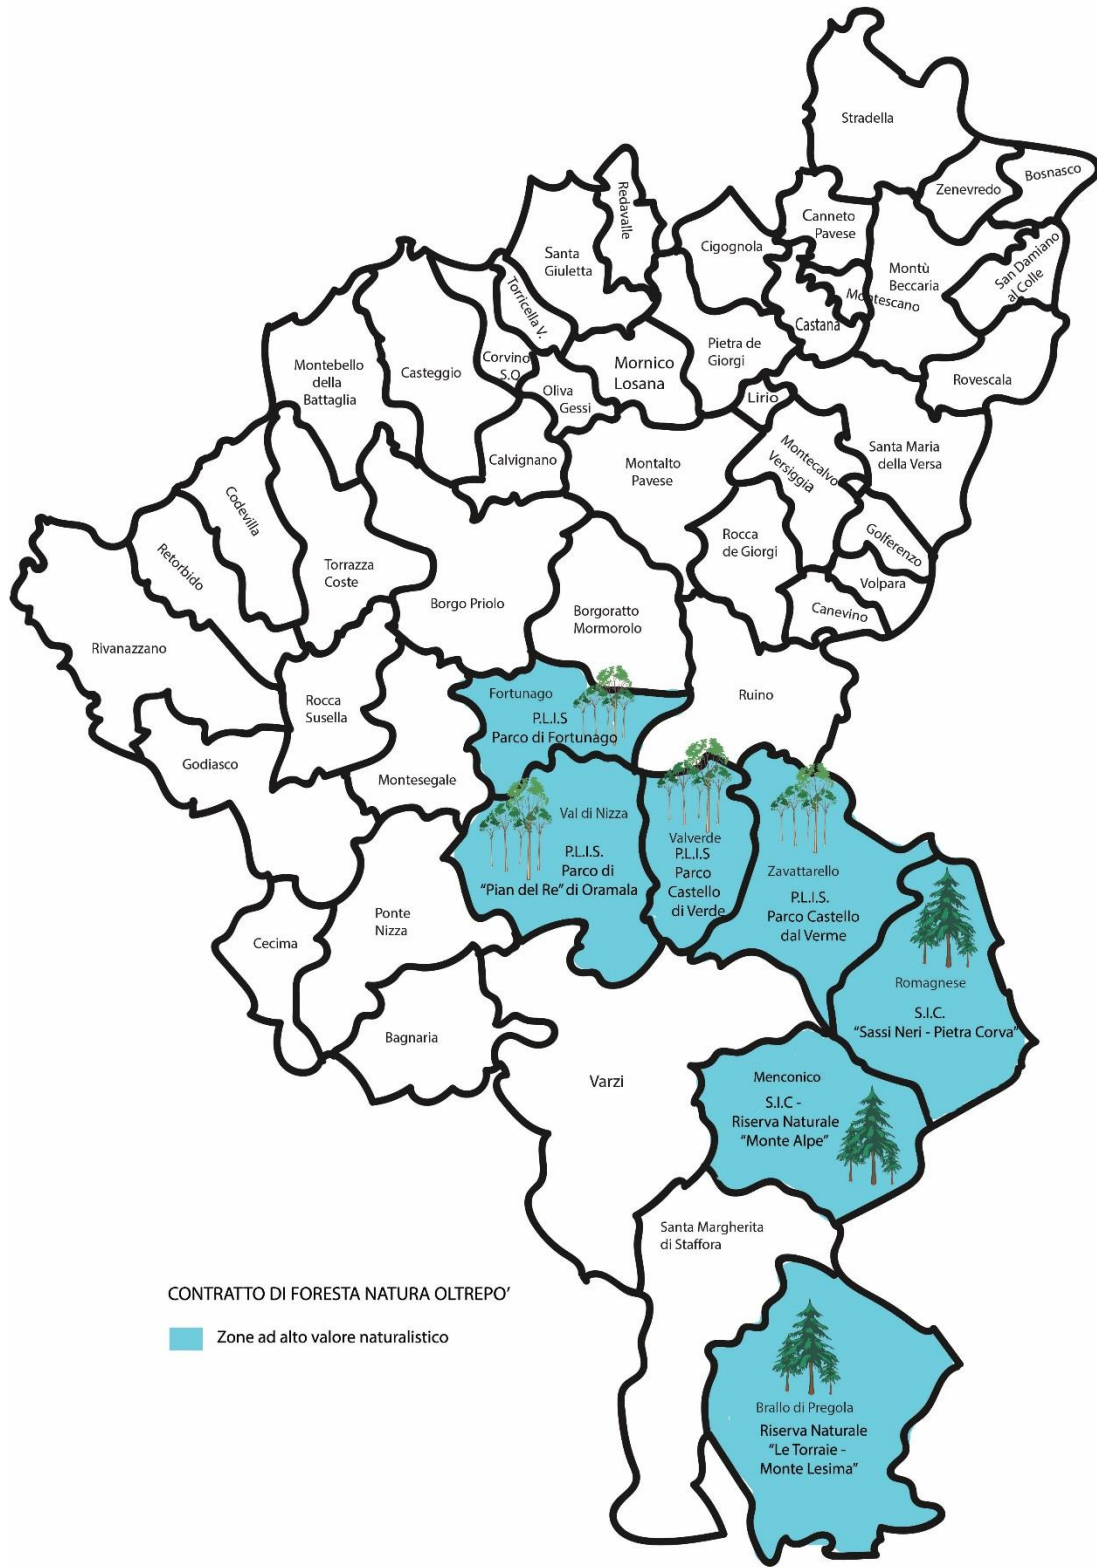 Stradella
Zenevredo
Bosnasco
Redavalle
Canneto
Pavese
Cigognola
Santa
Giuletta
Montù
Beccaria
San Damiano
al Colle
Torricella V.
Montescano
Castana
Pietra de
Giorgi
Corvino
S.Q.
Mornico
Losana
Montebello
della
Battaglia
Casteggio
Rovescala
Oliva
Gessi
Lirio
Santa Maria
della Versa
Calvignano
Montalto
Pavese
Montecalvo
Versiggia
Codevilla
Golferenzo
Rocca
de Giorgi
Retorbido
Torrazza
Coste
Volpara
Canevino
Borgo Priolo
Borgoratto
Mormorolo
Rivanazzano
Fortunago
P.L.I.S
Parco di Fortunago
Ruino
Rocca
Susella
Godiasco
Montesegale
Val di Nizza
P.L.I.S.
Parco di
"Pian del Re" di Oramala
Valverde
P.L.I.S
Parco
Castello
di Verde
Zavattarello
P.L.I.S.
Parco Castello
dal Verme
Ponte
Nizza
Cecima
Romagnese
S.I.C.
"Sassi Neri - Pietra Corva"
Bagnaria
Varzi
Menconico
S.I.C -
Riserva Naturale
"Monte Alpe"
Santa Margherita
di Staffora
CONTRATTO DI FORESTA NATURA OLTREPO'
Zone ad alto valore naturalistico
Brallo di Pregola
Riserva Naturale
"Le Torraie -
Monte Lesima"